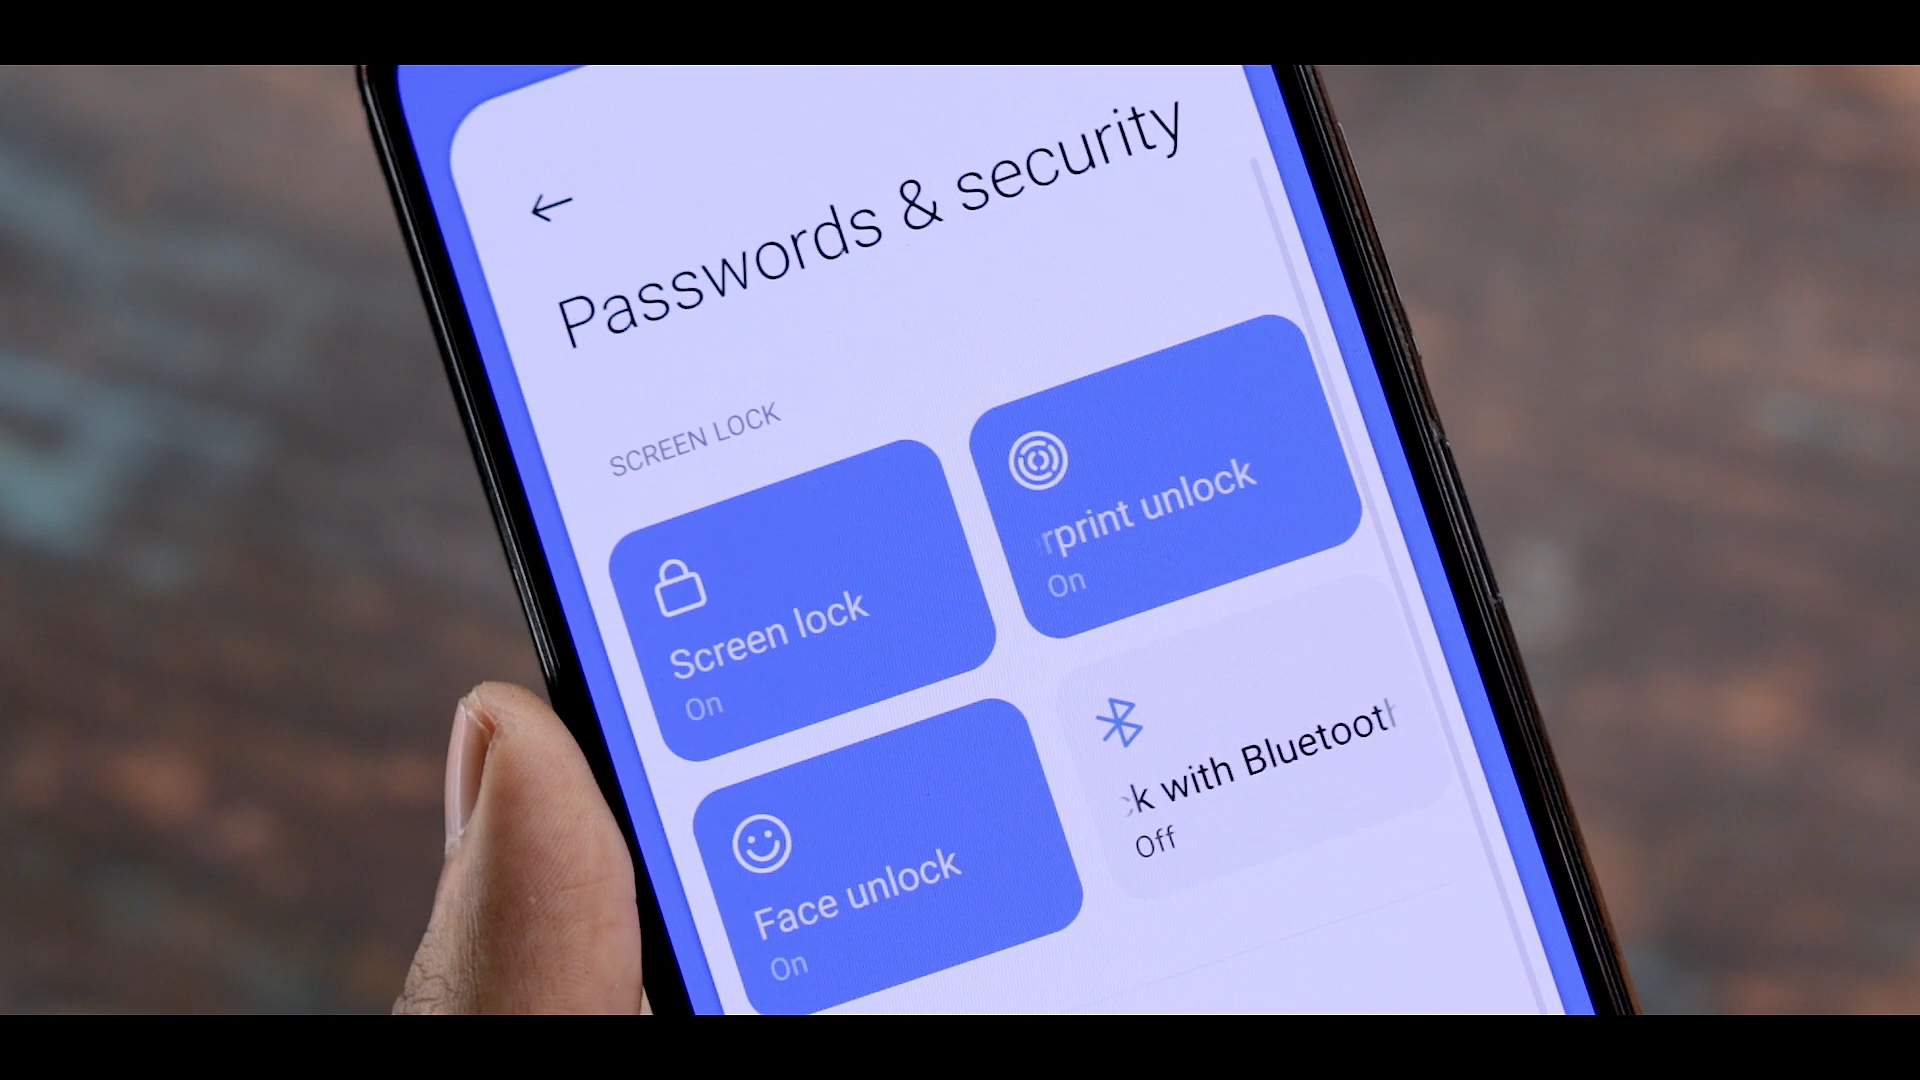 Passwords & security
SCREEN LOCK
Screen lock
On
rprint unlock
On
Face unlock
On
k with Bluetoot
Off